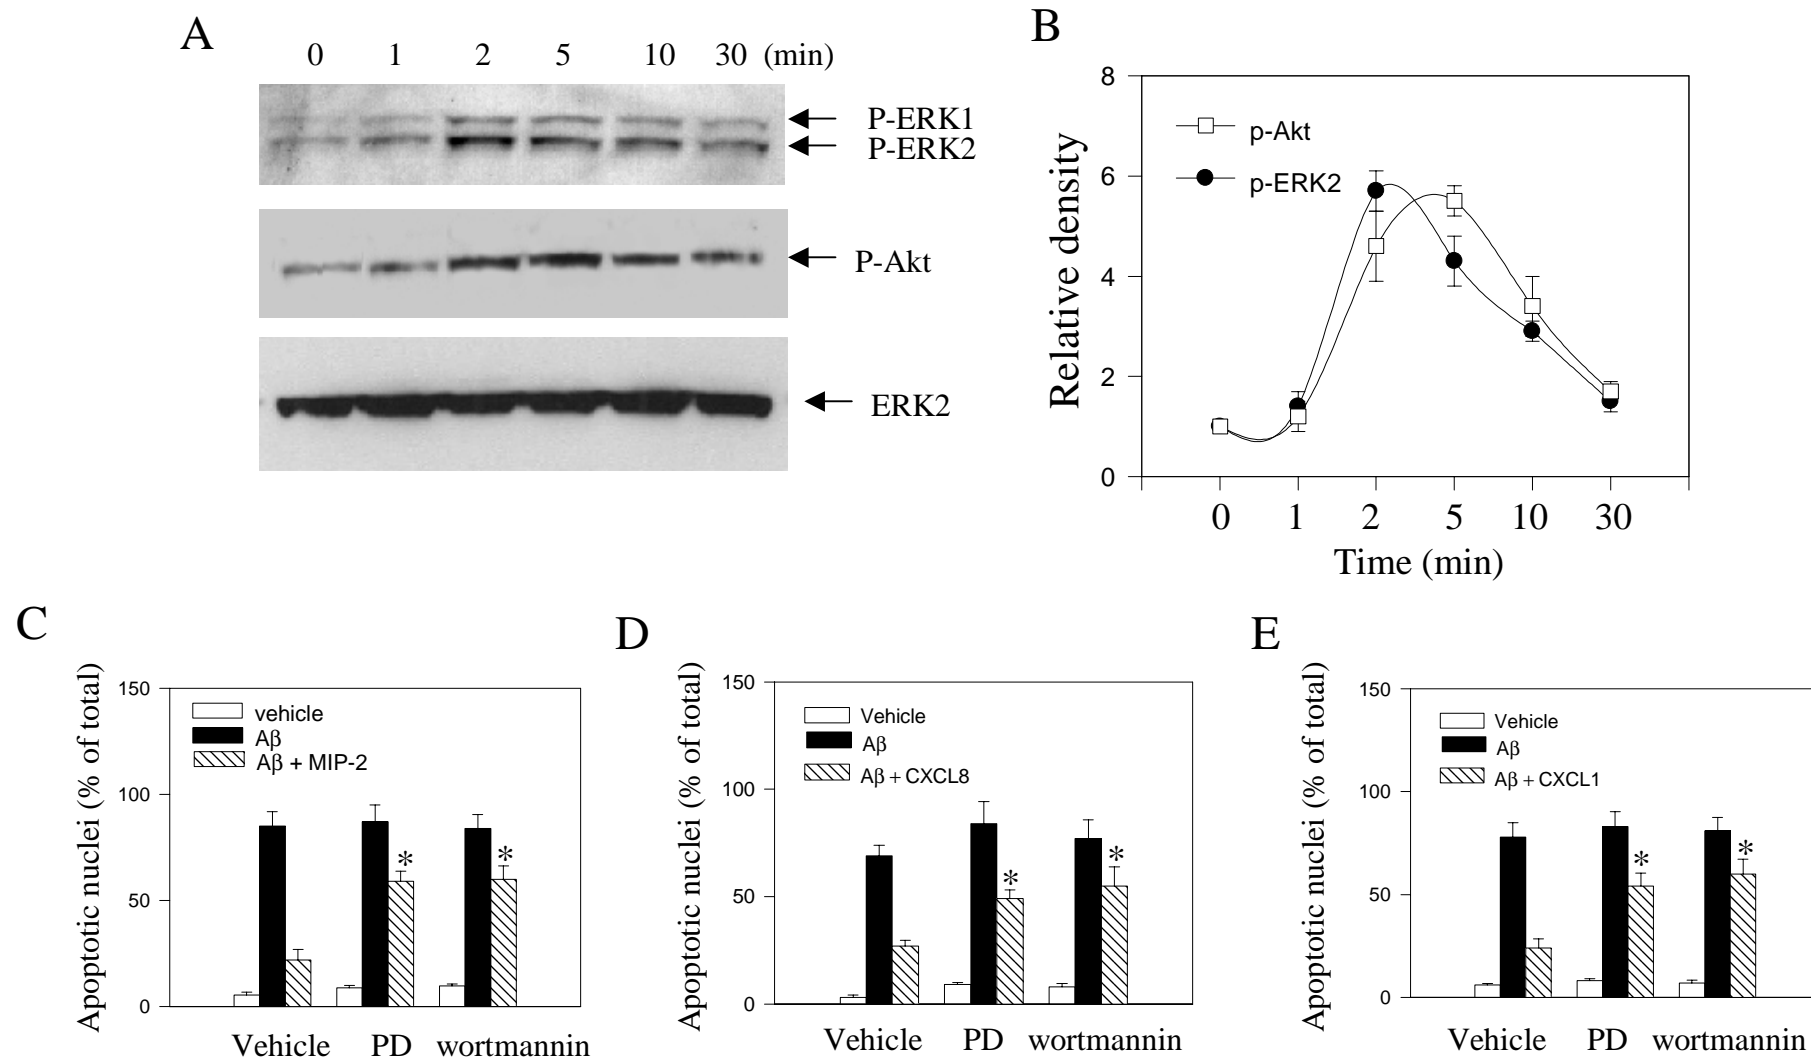 A
0 1 2 5 10 30 (min)
P-ERK1
P-ERK2
P-Akt
ERK2
B
8
6
4
2
0
Relative density
p-Akt
p-ERK2
0 1 2 5 10 30
Time (min)
C
150
100
50
0
Apoptotic nuclei (% of total)
vehicle
Aβ
Aβ + MIP-2
* *
Vehicle PD wortmannin
D
150
100
50
0
Apoptotic nuclei (% of total)
Vehicle
Aβ
Aβ + CXCL8
* *
Vehicle PD wortmannin
E
150
100
50
0
Apoptotic nuclei (% of total)
Vehicle
Aβ
Aβ + CXCL1
* *
Vehicle PD wortmannin